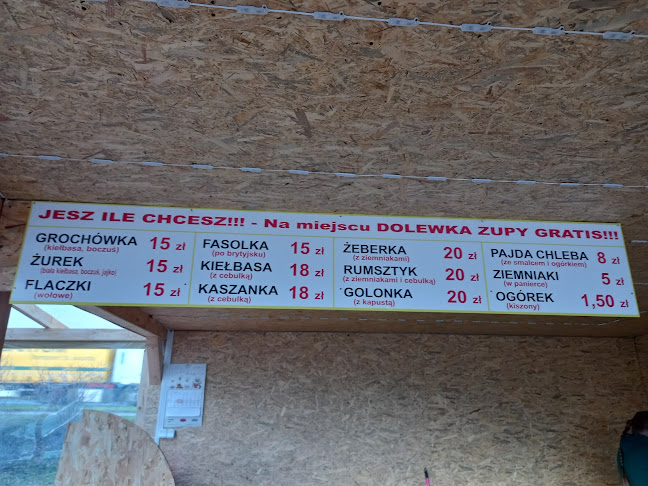 JESZ ILE CHCESZ!!! - Na miejscu DOLEWKA ZUPY GRATIS!!!
GROCHÓWKA 15 zł
(kiełbasa, boczuś)
ŻUREK 15 zł
(biała kiełbasa, boczuś, jejko)
FLACZKI 15 zł
(wołowe)
FASOLKA 15 zł
(po brytyjsku)
KIEŁBASA 18 zł
(z cebulką)
KASZANKA 18 zł
(z cebulką)
ŻEBERKA 20 zł
(z ziemniakami)
RUMSZTYK 20 zł
(z ziemniakami i cebulką)
GOLONKA 20 zł
(z kapustą)
PAJDA CHLEBA 8 zł
(ze smalcem i ogórkiem)
ZIEMNIAKI 5 zł
(w panierce)
OGÓREK 1,50 zł
(kiszony)